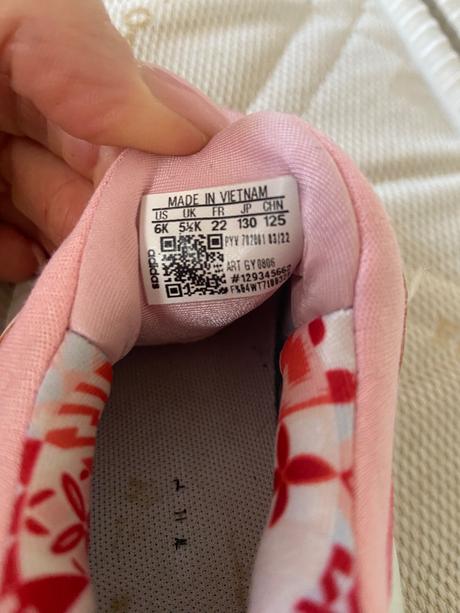 MADE IN VIETNAM
US UK FR JP CHN
6K 5½K 22 130 125
adidas
PYV 702001 03/22
ART GY0806